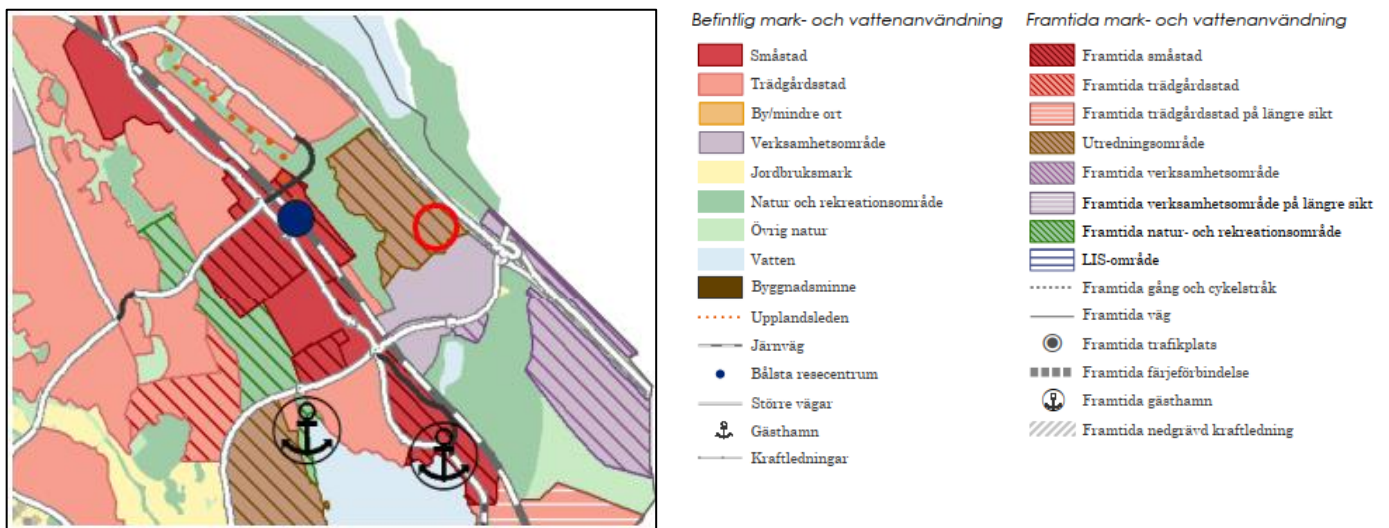 Befintlig mark- och vattenanvändning
Småstad
Trädgårdsstad
By/mindre ort
Verksamhetsområde
Jordbruksmark
Natur och rekreationsområde
Övrig natur
Vatten
Byggnadsminne
Upplandsleden
Järnväg
Bålsta resecentrum
Större vägar
Gästhamn
Kraftledningar
Framtida mark- och vattenanvändning
Framtida småstad
Framtida trädgårdsstad
Framtida trädgårdsstad på längre sikt
Utredningsområde
Framtida verksamhetsområde
Framtida verksamhetsområde på längre sikt
Framtida natur- och rekreationsområde
LIS-område
Framtida gång och cykelstråk
Framtida väg
Framtida trafikplats
Framtida färjeförbindelse
Framtida gästhamn
Framtida nedgrävd kraftledning